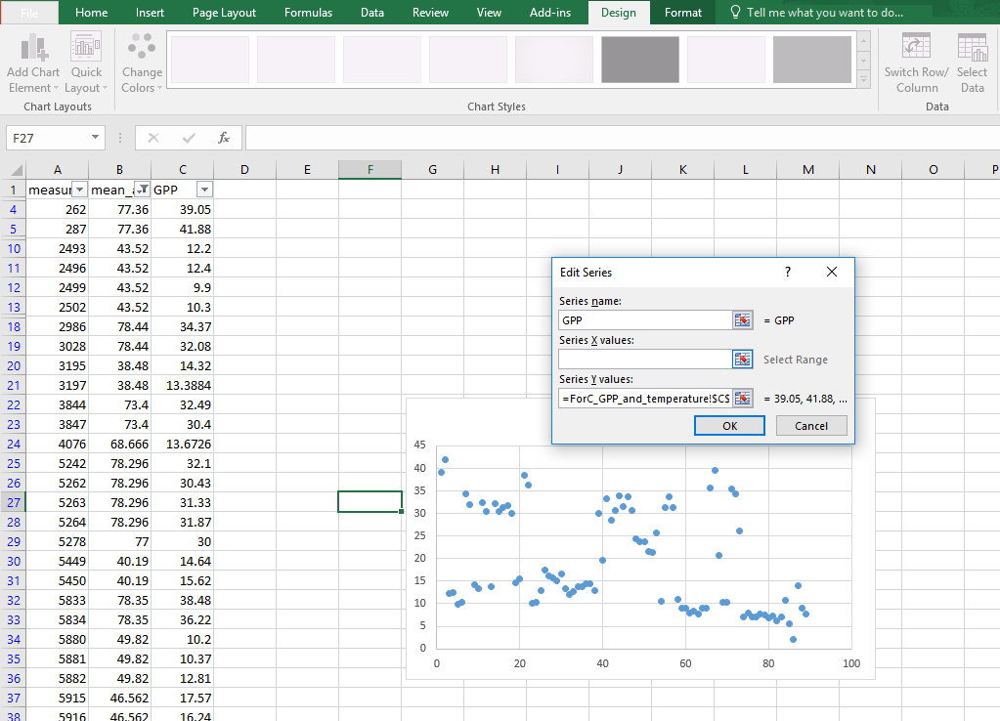 File Home Insert Page Layout Formulas Data Review View Add-ins Design Format Tell me what you want to do...
Add Chart Element Quick Layout Change Colors Switch Row/ Column Select Data
Chart Layouts Chart Styles Data
F27 fx
A B C D E F G H I J K L M N O P
1 measur mean_a GPP
4 262 77.36 39.05
5 287 77.36 41.88
10 2493 43.52 12.2
11 2496 43.52 12.4
12 2499 43.52 9.9
13 2502 43.52 10.3
18 2986 78.44 34.37
19 3028 78.44 32.08
20 3195 38.48 14.32
21 3197 38.48 13.3884
22 3844 73.4 32.49
23 3847 73.4 30.4
24 4076 68.666 13.6726
25 5242 78.296 32.1
26 5262 78.296 30.43
27 5263 78.296 31.33
28 5264 78.296 31.87
29 5278 77 30
30 5449 40.19 14.64
31 5450 40.19 15.62
32 5833 78.35 38.48
33 5834 78.35 36.22
34 5880 49.82 10.2
35 5881 49.82 10.37
36 5882 49.82 12.81
37 5915 46.562 17.57
38 5916 46.562 16.24
Edit Series ?
Series name:
GPP = GPP
Series X values:
Select Range
Series Y values:
=ForC_GPP_and_temperature!$C$ = 39.05, 41.88, ...
OK Cancel
45
40
35
30
25
20
15
10
5
0
0 20 40 60 80 100